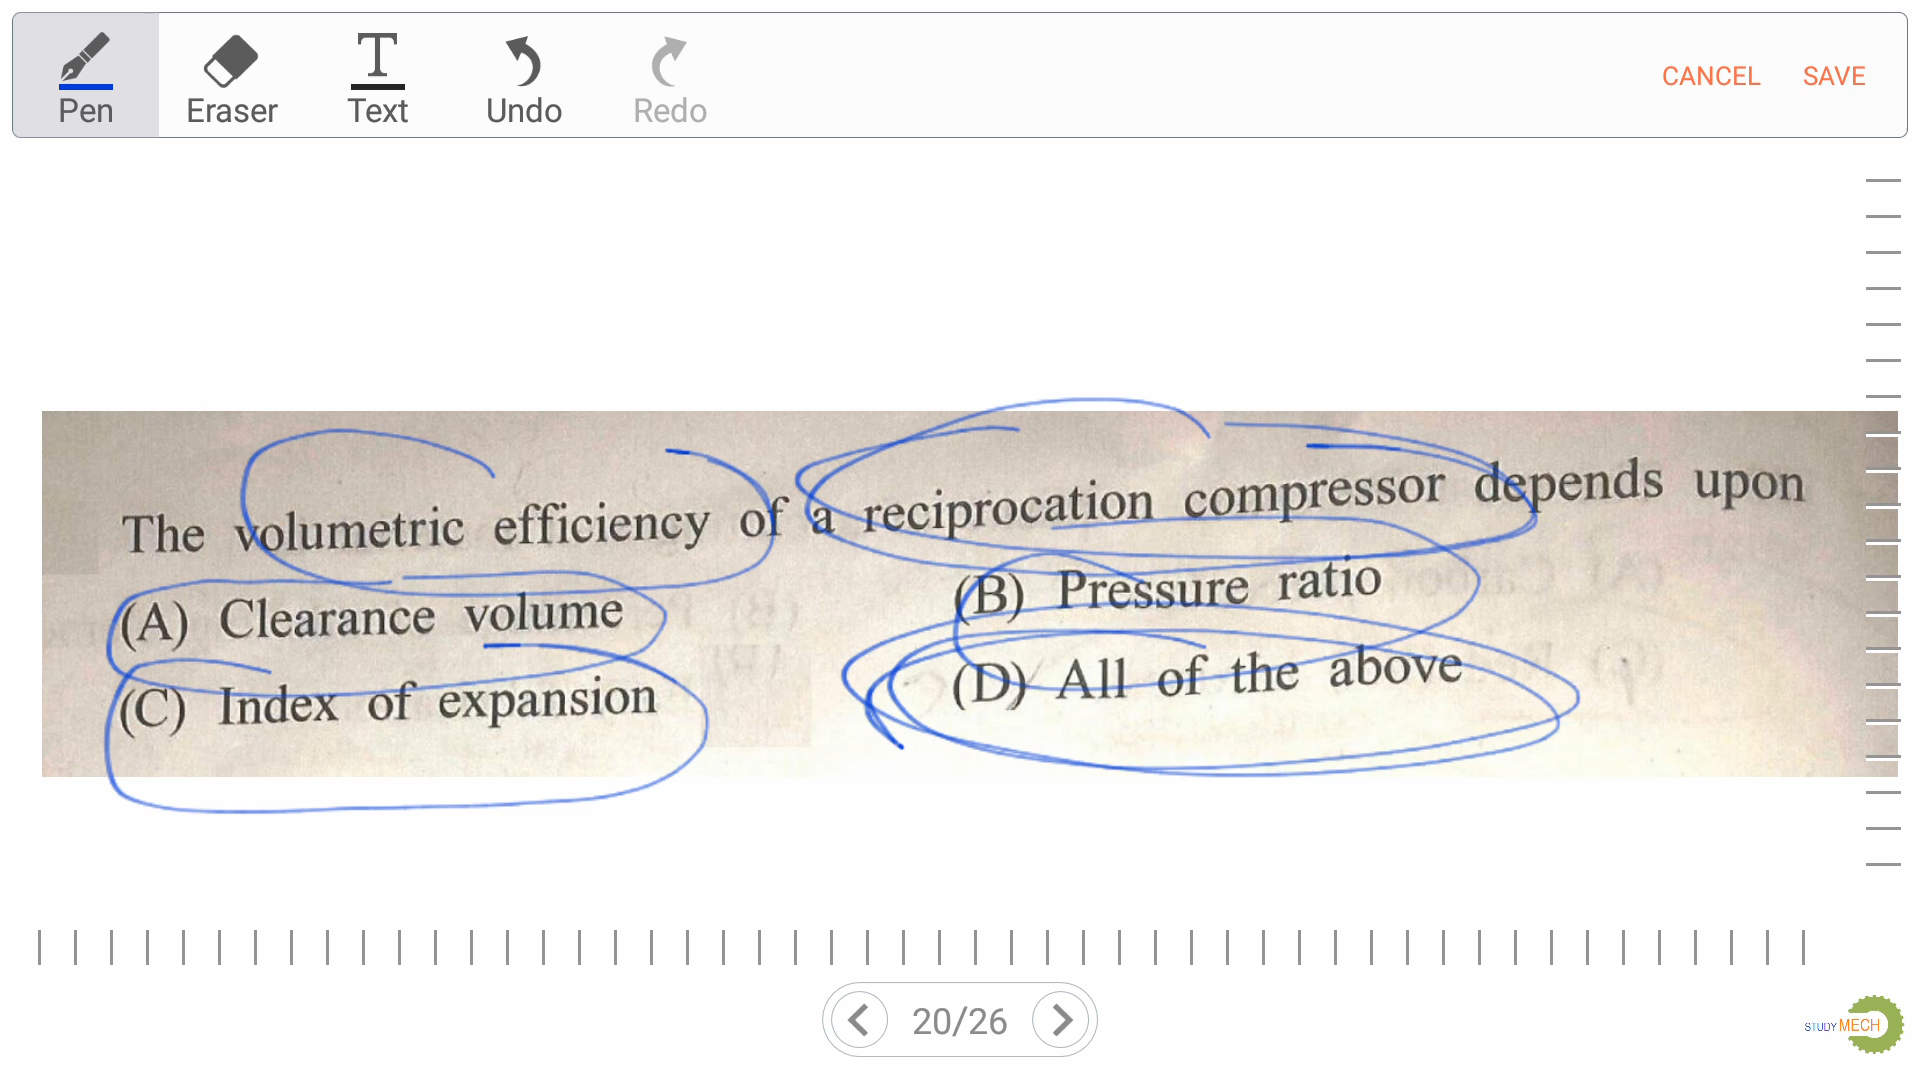 Pen Eraser Text Undo Redo CANCEL SAVE
The volumetric efficiency of a reciprocation compressor depends upon
(A) Clearance volume (B) Pressure ratio
(C) Index of expansion (D) All of the above
20/26
STUDY MECH